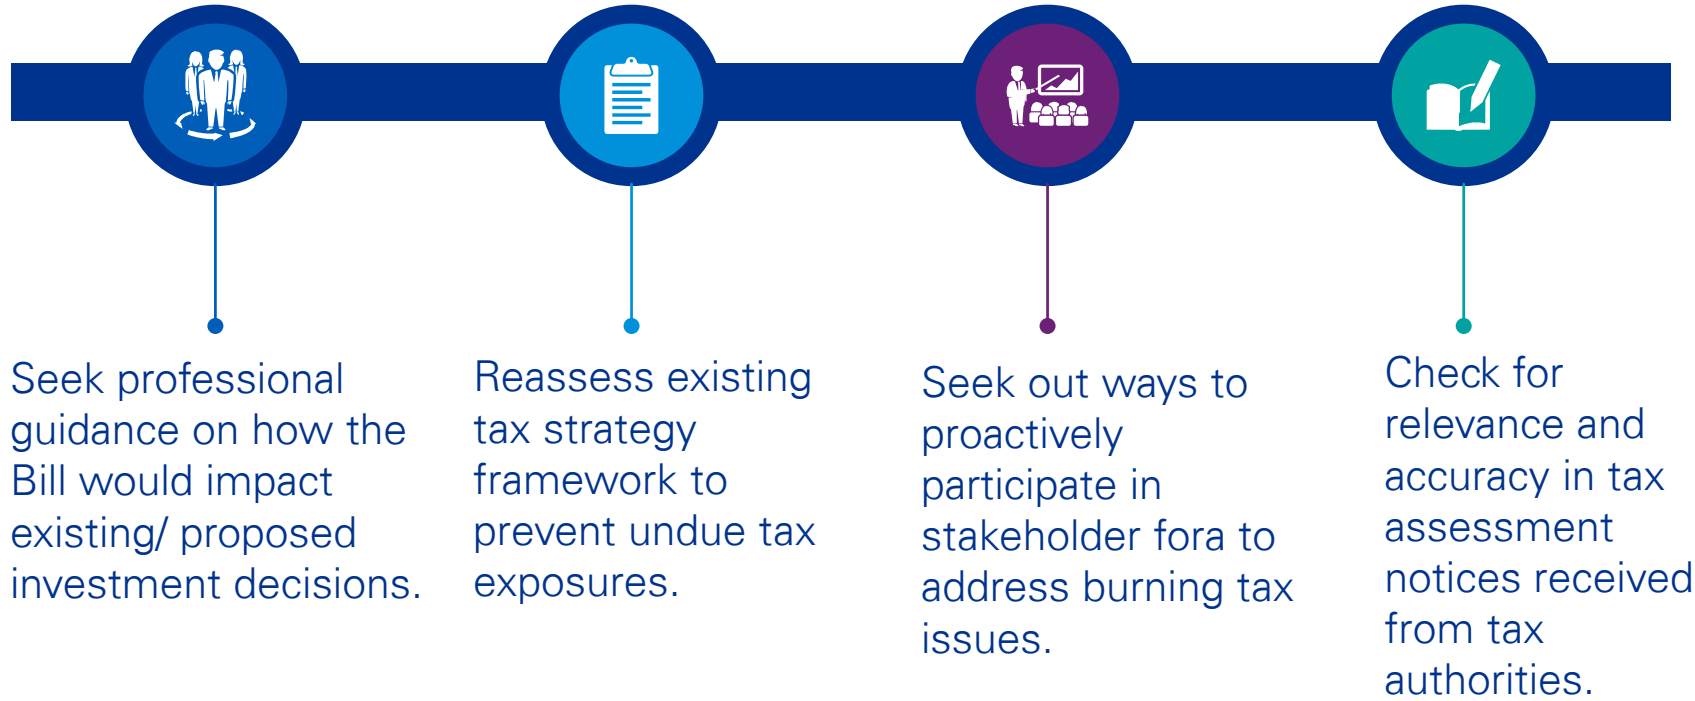 Seek professional
guidance on how the
Bill would impact
existing/ proposed
investment decisions.
Reassess existing
tax strategy
framework to
prevent undue tax
exposures.
Seek out ways to
proactively
participate in
stakeholder fora to
address burning tax
issues.
Check for
relevance and
accuracy in tax
assessment
notices received
from tax
authorities.